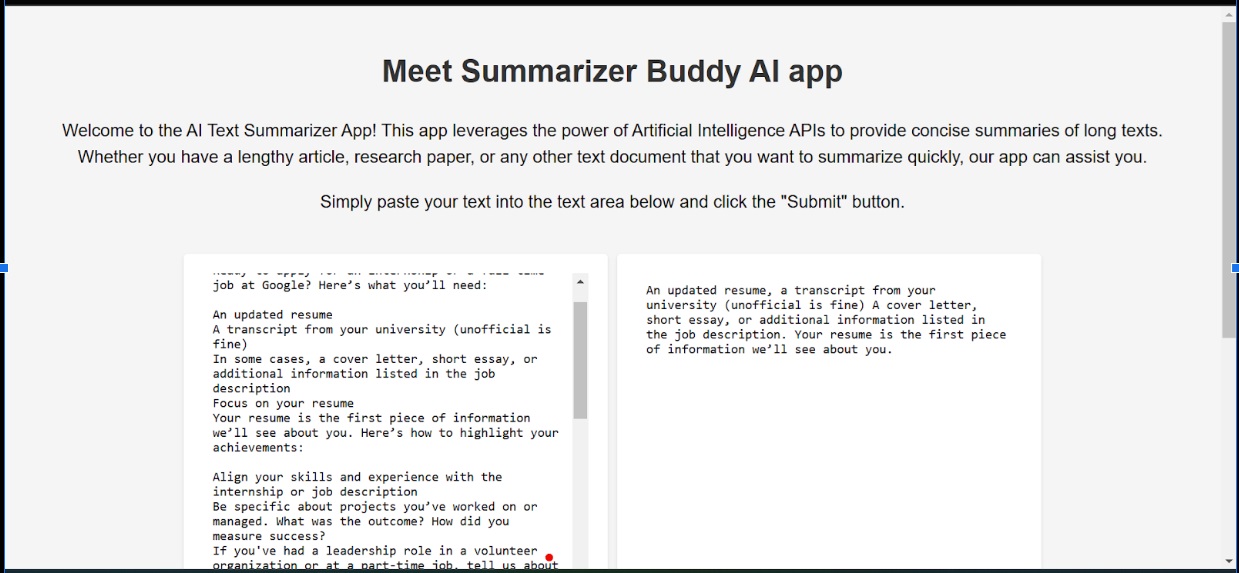 Meet Summarizer Buddy AI app
Welcome to the AI Text Summarizer App! This app leverages the power of Artificial Intelligence APIs to provide concise summaries of long texts.
Whether you have a lengthy article, research paper, or any other text document that you want to summarize quickly, our app can assist you.
Simply paste your text into the text area below and click the "Submit" button.
Ready to apply for an internship or a full-time
job at Google? Here’s what you’ll need:
An updated resume
A transcript from your university (unofficial is
fine)
In some cases, a cover letter, short essay, or
additional information listed in the job
description
Focus on your resume
Your resume is the first piece of information
we’ll see about you. Here’s how to highlight your
achievements:
Align your skills and experience with the
internship or job description
Be specific about projects you’ve worked on or
managed. What was the outcome? How did you
measure success?
If you've had a leadership role in a volunteer
organization or at a part-time job, tell us about
An updated resume, a transcript from your
university (unofficial is fine) A cover letter,
short essay, or additional information listed in
the job description. Your resume is the first piece
of information we’ll see about you.